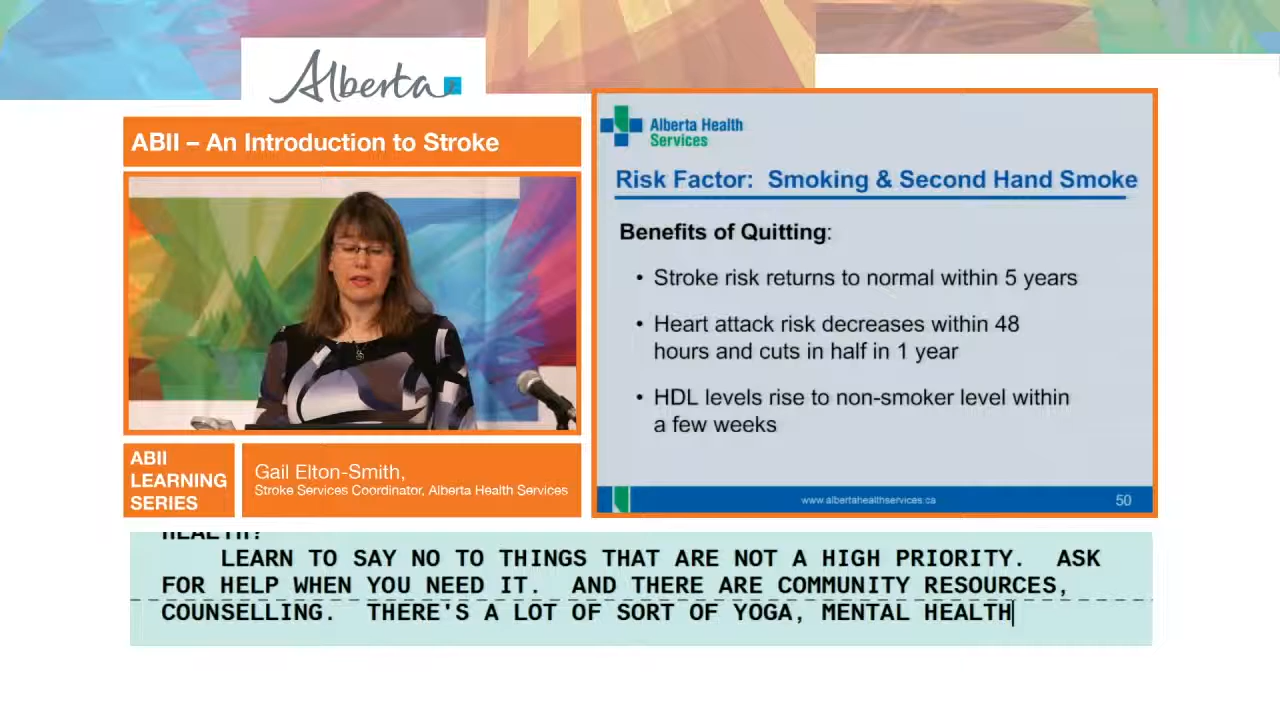 Alberta
ABII – An Introduction to Stroke
Alberta Health
Services
Risk Factor: Smoking & Second Hand Smoke
Benefits of Quitting:
• Stroke risk returns to normal within 5 years
• Heart attack risk decreases within 48
hours and cuts in half in 1 year
• HDL levels rise to non-smoker level within
a few weeks
www.albertahealthservices.ca
50
ABII
LEARNING
SERIES
Gail Elton-Smith,
Stroke Services Coordinator, Alberta Health Services
HEALTH?
LEARN TO SAY NO TO THINGS THAT ARE NOT A HIGH PRIORITY. ASK
FOR HELP WHEN YOU NEED IT. AND THERE ARE COMMUNITY RESOURCES,
COUNSELLING. THERE'S A LOT OF SORT OF YOGA, MENTAL HEALTH